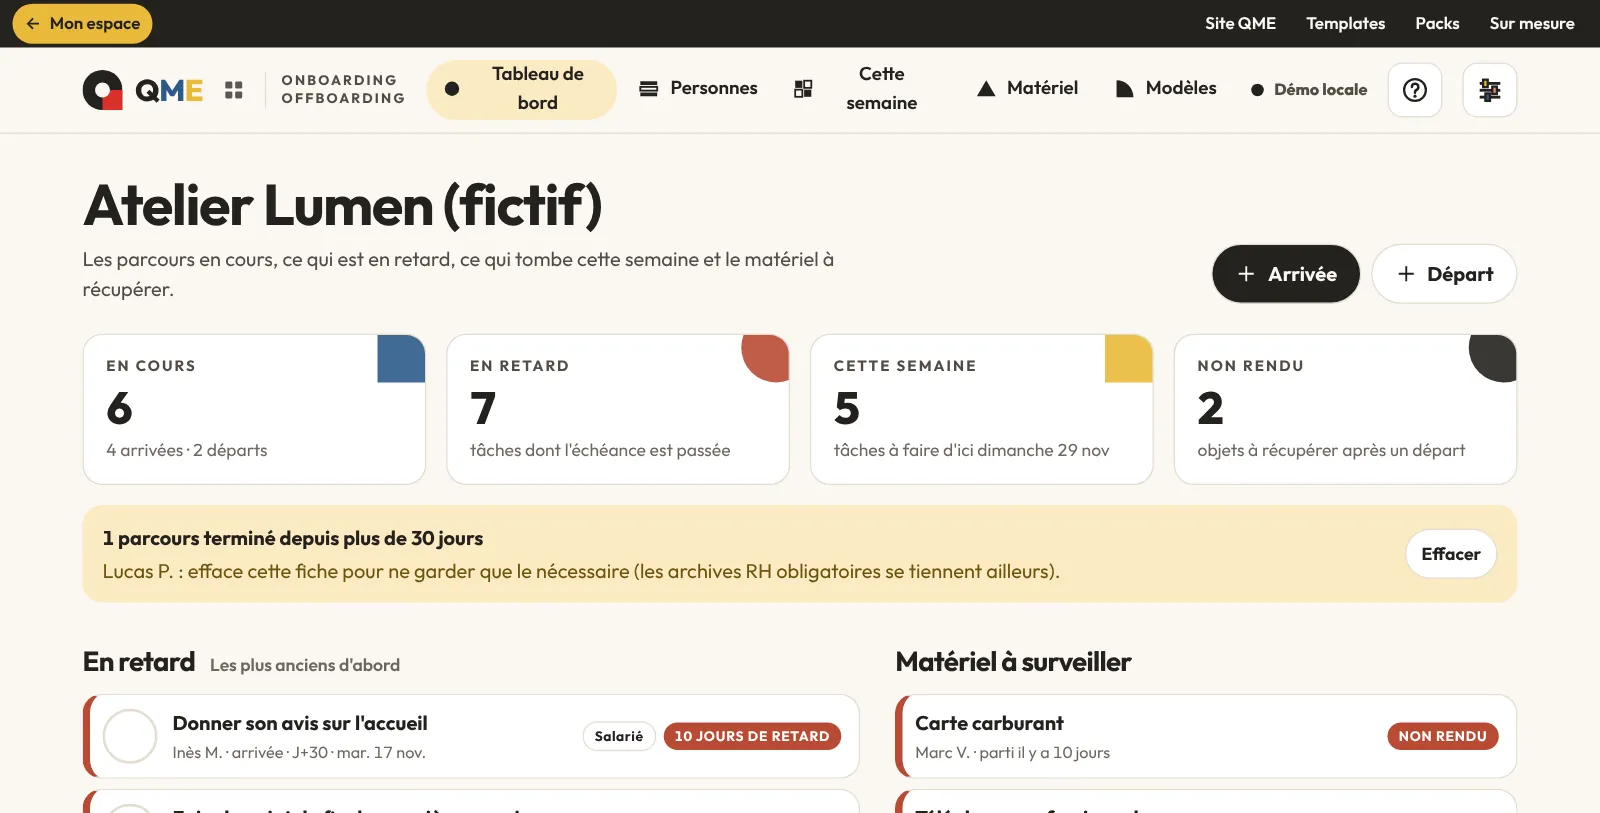 ← Mon espace
Site QME
Templates
Packs
Sur mesure
QME
ONBOARDING
OFFBOARDING
Tableau de
bord
Personnes
Cette
semaine
Matériel
Modèles
Démo locale
Atelier Lumen (fictif)
Les parcours en cours, ce qui est en retard, ce qui tombe cette semaine et le matériel à
récupérer.
+ Arrivée
+ Départ
EN COURS
6
4 arrivées · 2 départs
EN RETARD
7
tâches dont l'échéance est passée
CETTE SEMAINE
5
tâches à faire d'ici dimanche 29 nov
NON RENDU
2
objets à récupérer après un départ
1 parcours terminé depuis plus de 30 jours
Lucas P. : efface cette fiche pour ne garder que le nécessaire (les archives RH obligatoires se tiennent ailleurs).
Effacer
En retard
Les plus anciens d'abord
Donner son avis sur l'accueil
Inès M. · arrivée · J+30 · mar. 17 nov.
Salarié
10 JOURS DE RETARD
Matériel à surveiller
Carte carburant
Marc V. · parti il y a 10 jours
NON RENDU